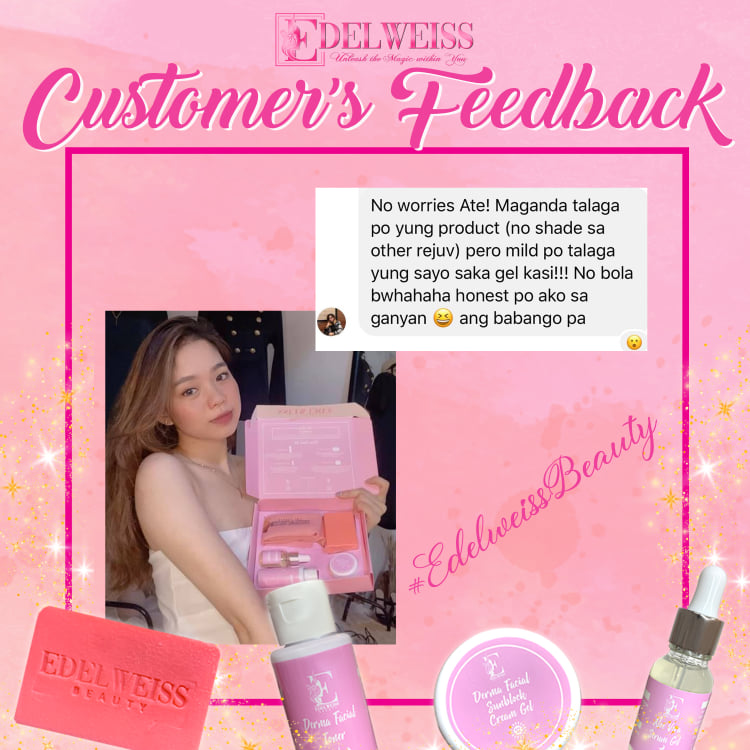 EDELWEISS
Unleash the Magic within You
Customer's Feedback
No worries Ate! Maganda talaga
po yung product (no shade sa
other rejuv) pero mild po talaga
yung sayo saka gel kasi!!! No bola
bwhahaha honest po ako sa
ganyan 😆 ang babango pa
#EdelweissBeauty
EDELWEISS
BEAUTY
Derma Facial
Toner
Derma Facial
Sunblock
Cream Gel